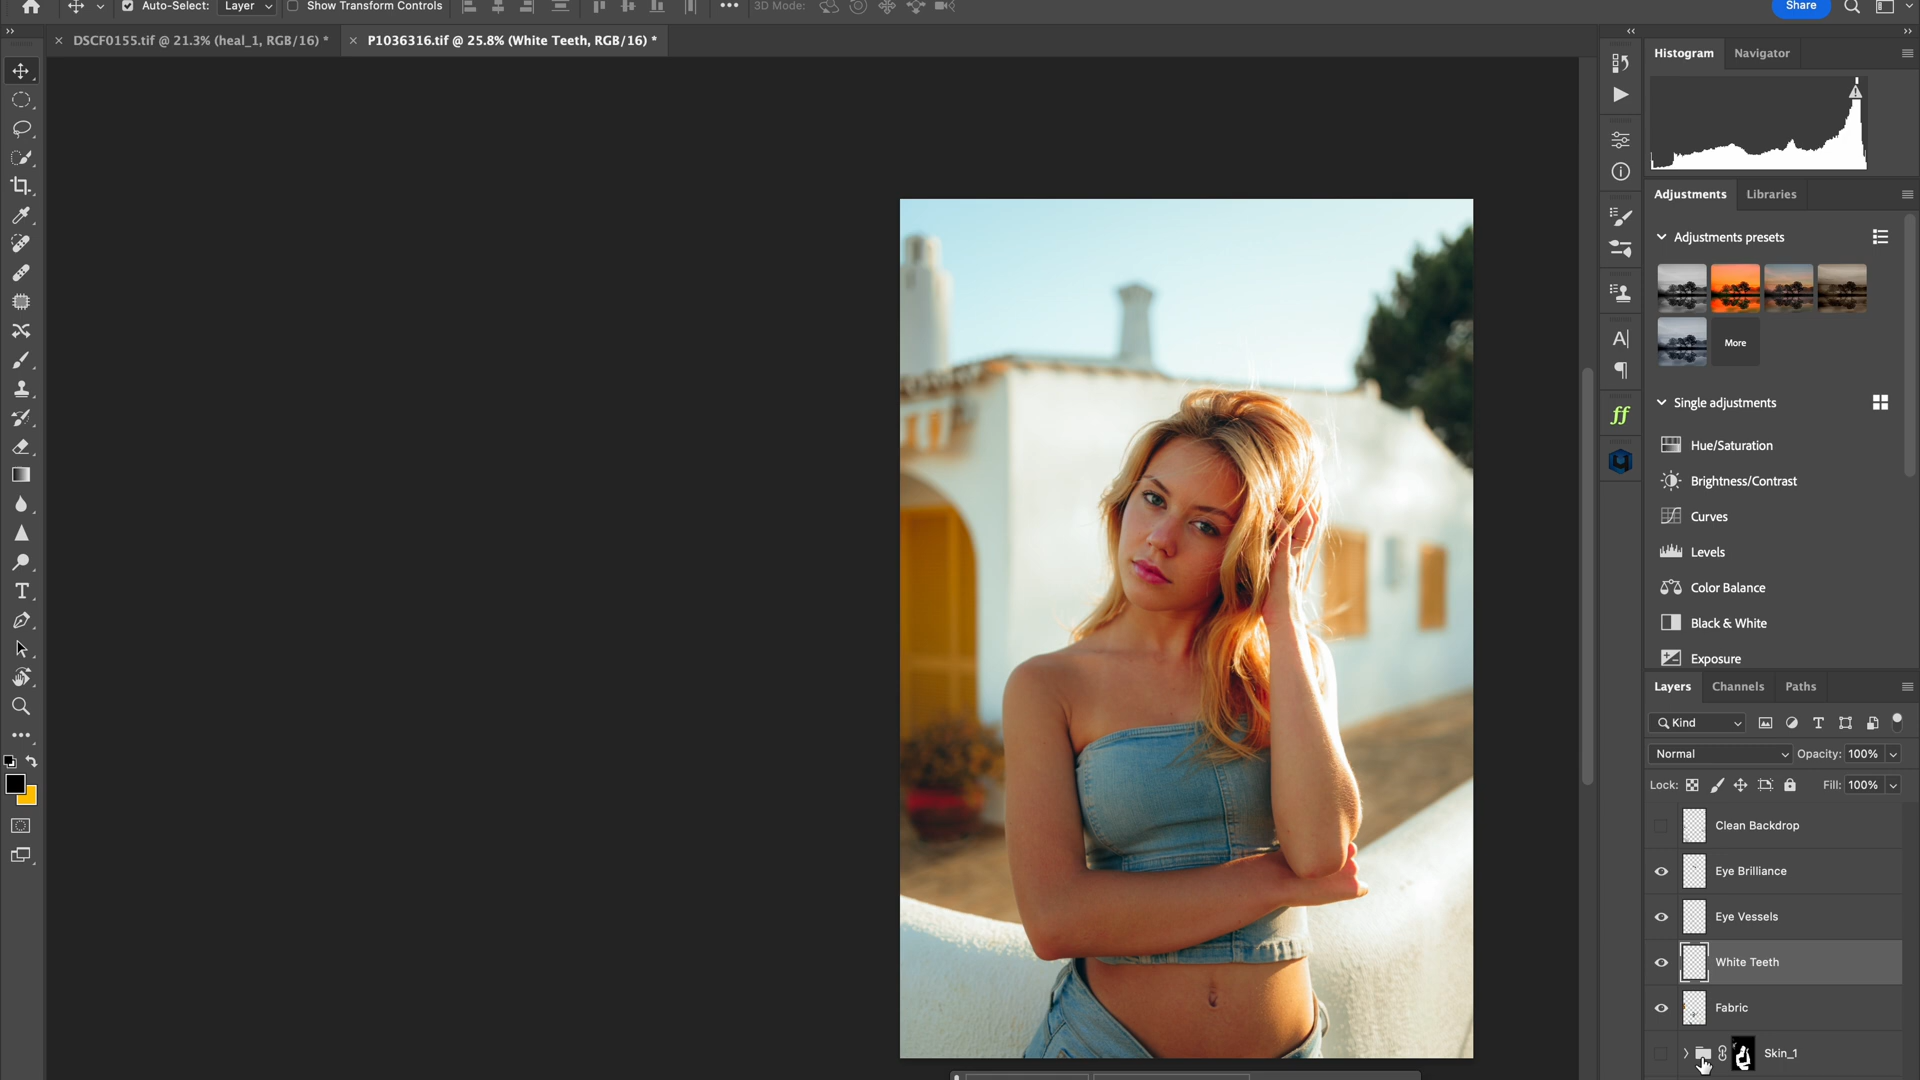 Auto-Select: Layer Show Transform Controls 3D Mode: Share
DSCF0155.tif @ 21.3% (heal_1, RGB/16) *
P1036316.tif @ 25.8% (White Teeth, RGB/16) *
Histogram Navigator
Adjustments Libraries
Adjustments presets
More
Single adjustments
Hue/Saturation
Brightness/Contrast
Curves
Levels
Color Balance
Black & White
Exposure
Layers Channels Paths
Kind
Normal Opacity: 100%
Lock: Fill: 100%
Clean Backdrop
Eye Brilliance
Eye Vessels
White Teeth
Fabric
Skin_1